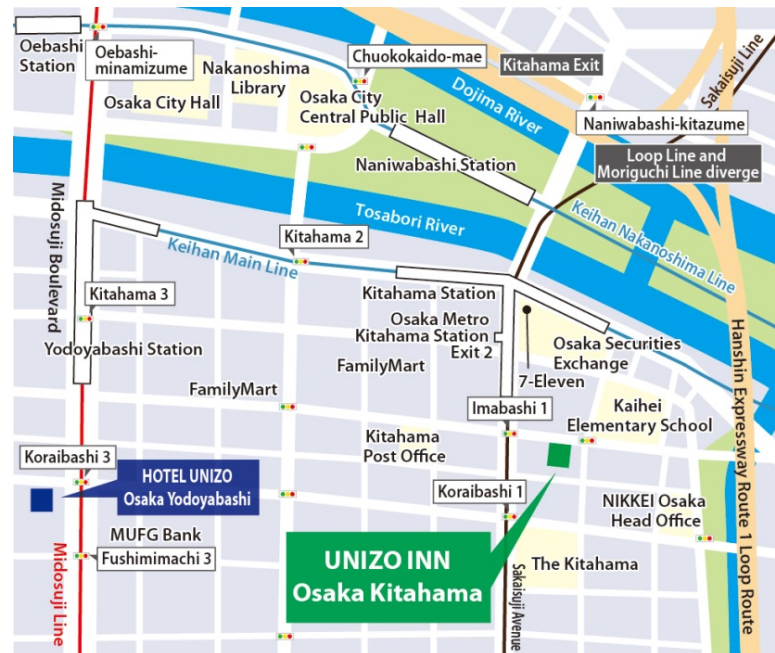 Oebashi
Station
Oebashi-
minamizume
Nakanoshima
Library
Osaka City Hall
Chuokokaido-mae
Osaka City
Central Public Hall
Kitahama Exit
Dojima River
Sakaisuji Line
Naniwabashi-kitazume
Loop Line and
Moriguchi Line diverge
Naniwabashi Station
Midosuji Boulevard
Tosabori River
Keihan Nakanoshima Line
Kitahama 2
Keihan Main Line
Kitahama 3
Kitahama Station
Yodoyabashi Station
Osaka Metro
Kitahama Station
Exit 2
Osaka Securities
Exchange
FamilyMart
7-Eleven
FamilyMart
Hanshin Expressway Route 1 Loop Route
Imabashi 1
Kaihei
Elementary School
Kitahama
Post Office
Koraibashi 3
HOTEL UNIZO
Osaka Yodoyabashi
Koraibashi 1
NIKKEI Osaka
Head Office
MUFG Bank
Fushimimachi 3
UNIZO INN
Osaka Kitahama
The Kitahama
Midosuji Line
Sakaisuji Avenue